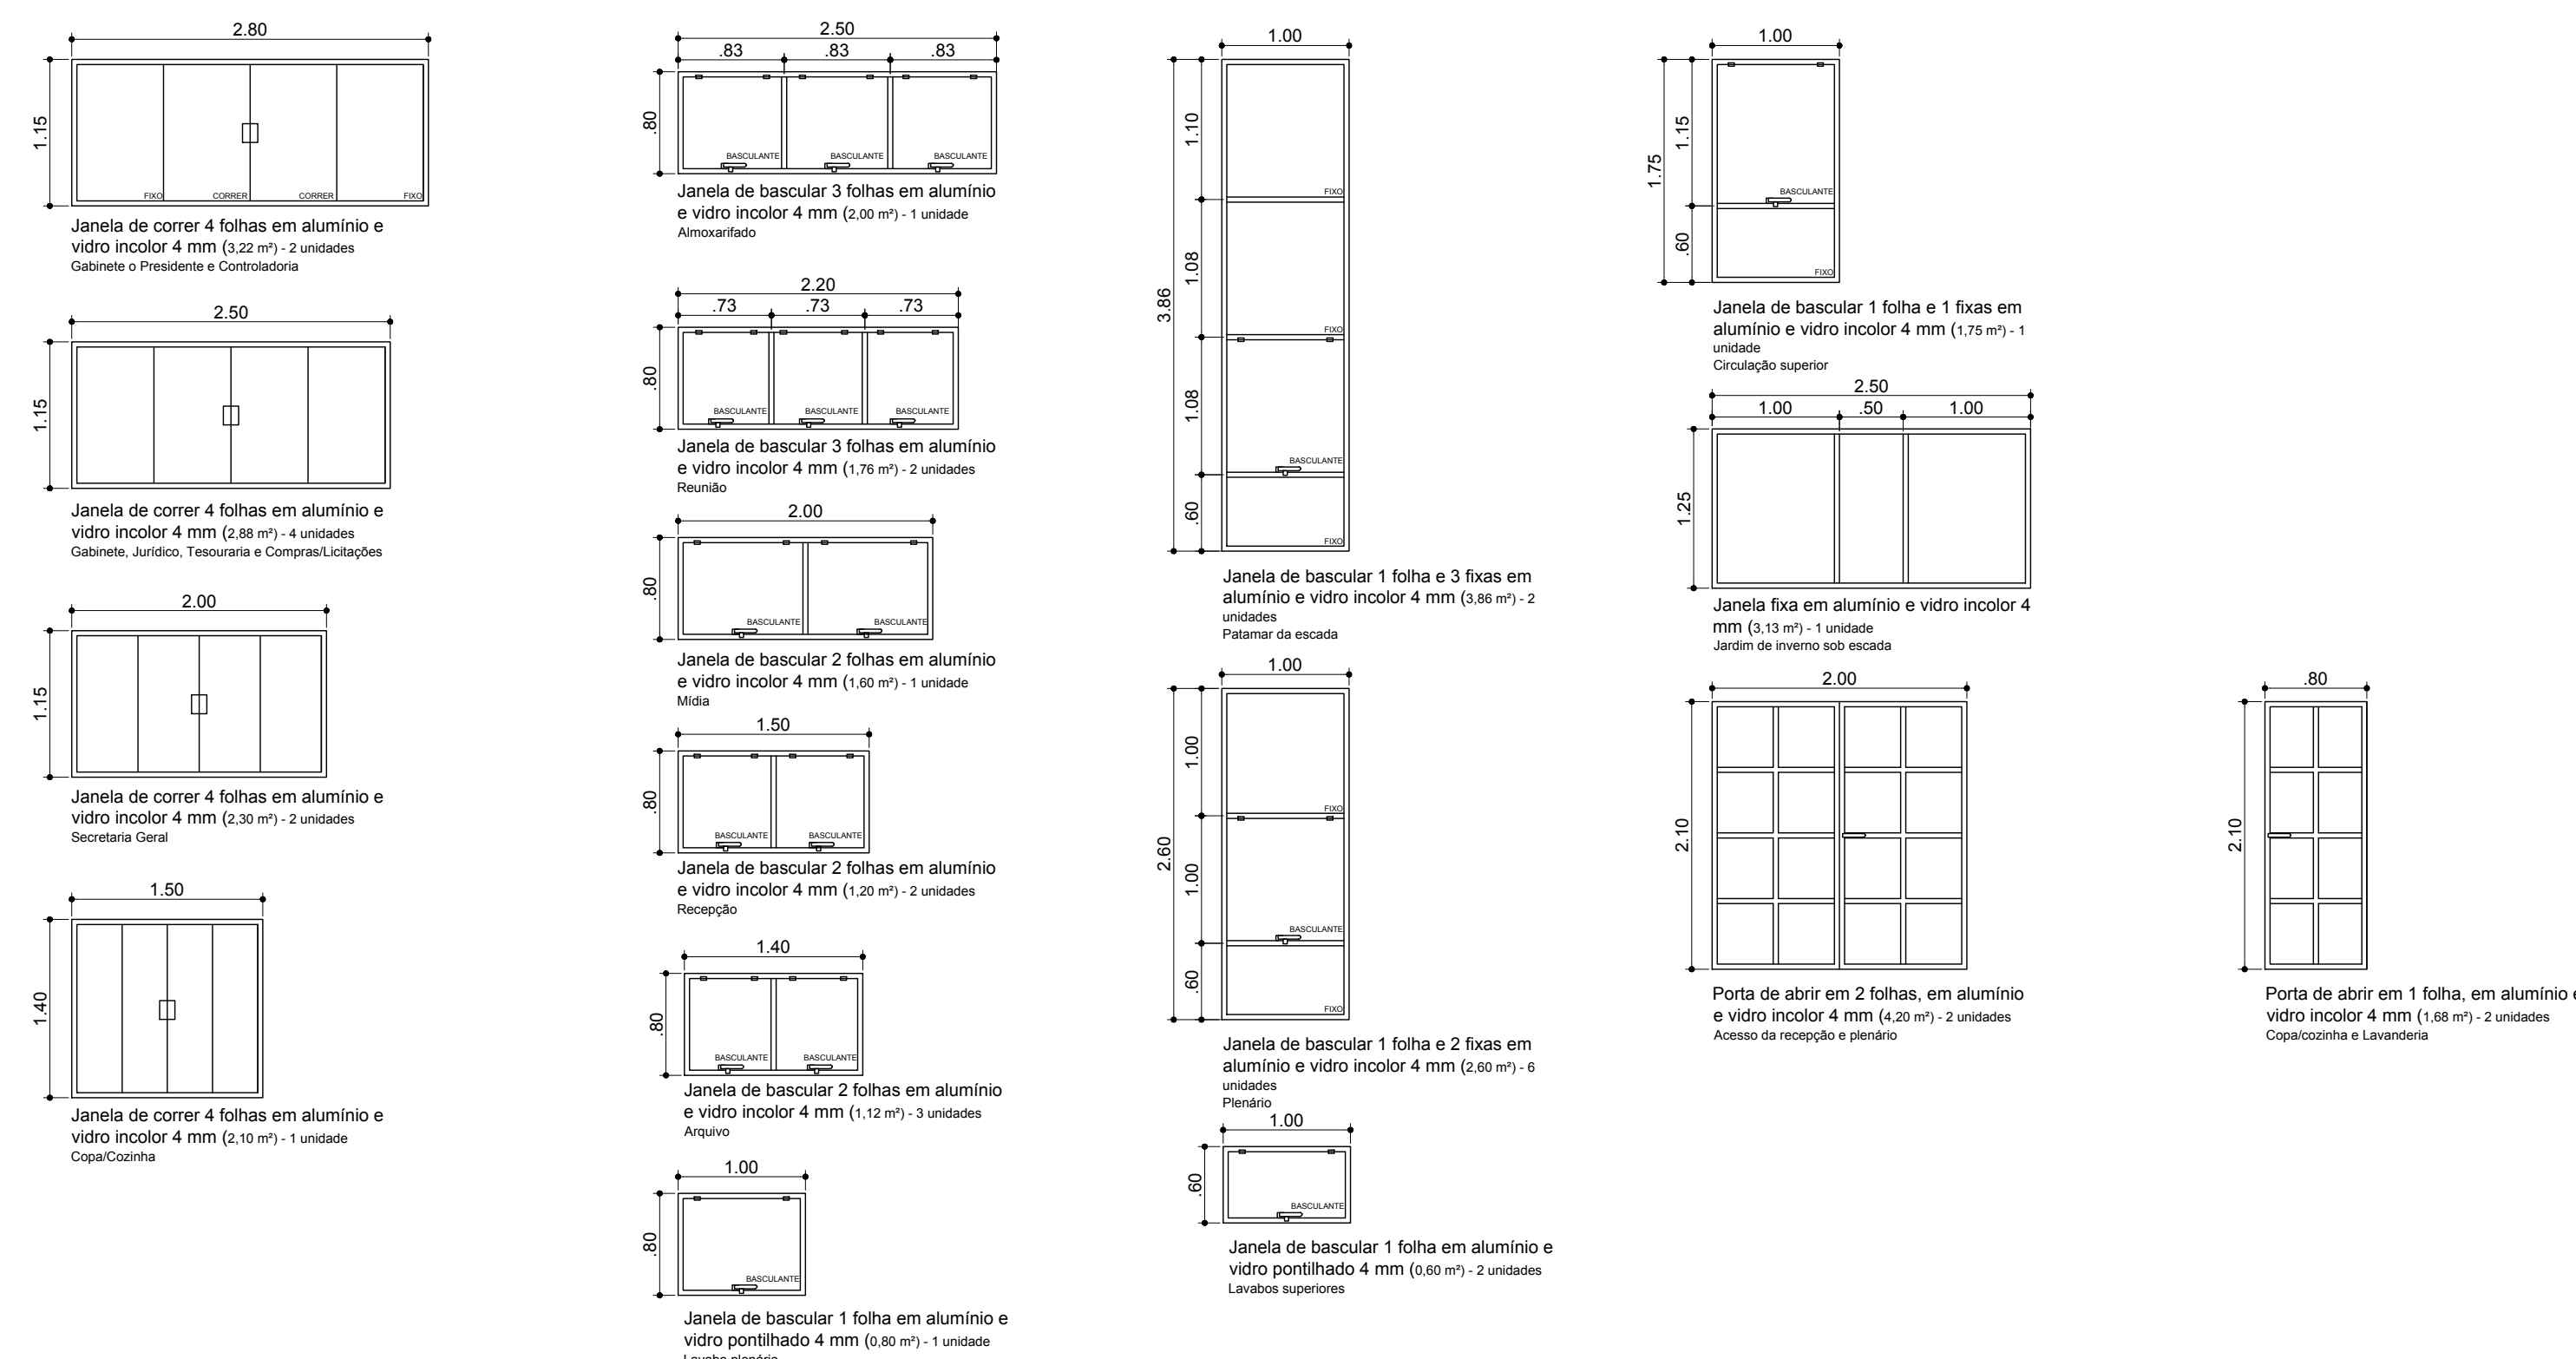 2.80
1.15
FIXO CORRER CORRER FIXO
Janela de correr 4 folhas em alumínio e
vidro incolor 4 mm (3,22 m²) - 2 unidades
Gabinete o Presidente e Controladoria
2.50
1.15
Janela de correr 4 folhas em alumínio e
vidro incolor 4 mm (2,88 m²) - 4 unidades
Gabinete, Jurídico, Tesouraria e Compras/Licitações
2.00
1.15
Janela de correr 4 folhas em alumínio e
vidro incolor 4 mm (2,30 m²) - 2 unidades
Secretaria Geral
1.50
1.40
Janela de correr 4 folhas em alumínio e
vidro incolor 4 mm (2,10 m²) - 1 unidade
Copa/Cozinha
2.50
.83 .83 .83
.80
BASCULANTE BASCULANTE BASCULANTE
Janela de bascular 3 folhas em alumínio
e vidro incolor 4 mm (2,00 m²) - 1 unidade
Almoxarifado
2.20
.73 .73 .73
.80
BASCULANTE BASCULANTE BASCULANTE
Janela de bascular 3 folhas em alumínio
e vidro incolor 4 mm (1,76 m²) - 2 unidades
Reunião
2.00
.80
BASCULANTE BASCULANTE
Janela de bascular 2 folhas em alumínio
e vidro incolor 4 mm (1,60 m²) - 1 unidade
Mídia
1.50
.80
BASCULANTE BASCULANTE
Janela de bascular 2 folhas em alumínio
e vidro incolor 4 mm (1,20 m²) - 2 unidades
Recepção
1.40
.80
BASCULANTE BASCULANTE
Janela de bascular 2 folhas em alumínio
e vidro incolor 4 mm (1,12 m²) - 3 unidades
Arquivo
1.00
.80
BASCULANTE
Janela de bascular 1 folha em alumínio e
vidro pontilhado 4 mm (0,80 m²) - 1 unidade
Lavabo plenário
1.00
3.86
1.10
FIXO
1.08
FIXO
1.08
BASCULANTE
.60
FIXO
Janela de bascular 1 folha e 3 fixas em
alumínio e vidro incolor 4 mm (3,86 m²) - 2
unidades
Patamar da escada
1.00
2.60
1.00
FIXO
1.00
BASCULANTE
.60
FIXO
Janela de bascular 1 folha e 2 fixas em
alumínio e vidro incolor 4 mm (2,60 m²) - 6
unidades
Plenário
1.00
.60
BASCULANTE
Janela de bascular 1 folha em alumínio e
vidro pontilhado 4 mm (0,60 m²) - 2 unidades
Lavabos superiores
1.00
1.75
1.15
BASCULANTE
.60
FIXO
Janela de bascular 1 folha e 1 fixas em
alumínio e vidro incolor 4 mm (1,75 m²) - 1
unidade
Circulação superior
2.50
1.00 .50 1.00
1.25
Janela fixa em alumínio e vidro incolor 4
mm (3,13 m²) - 1 unidade
Jardim de inverno sob escada
2.00
2.10
Porta de abrir em 2 folhas, em alumínio
e vidro incolor 4 mm (4,20 m²) - 2 unidades
Acesso da recepção e plenário
.80
2.10
Porta de abrir em 1 folha, em alumínio e
vidro incolor 4 mm (1,68 m²) - 2 unidades
Copa/cozinha e Lavanderia